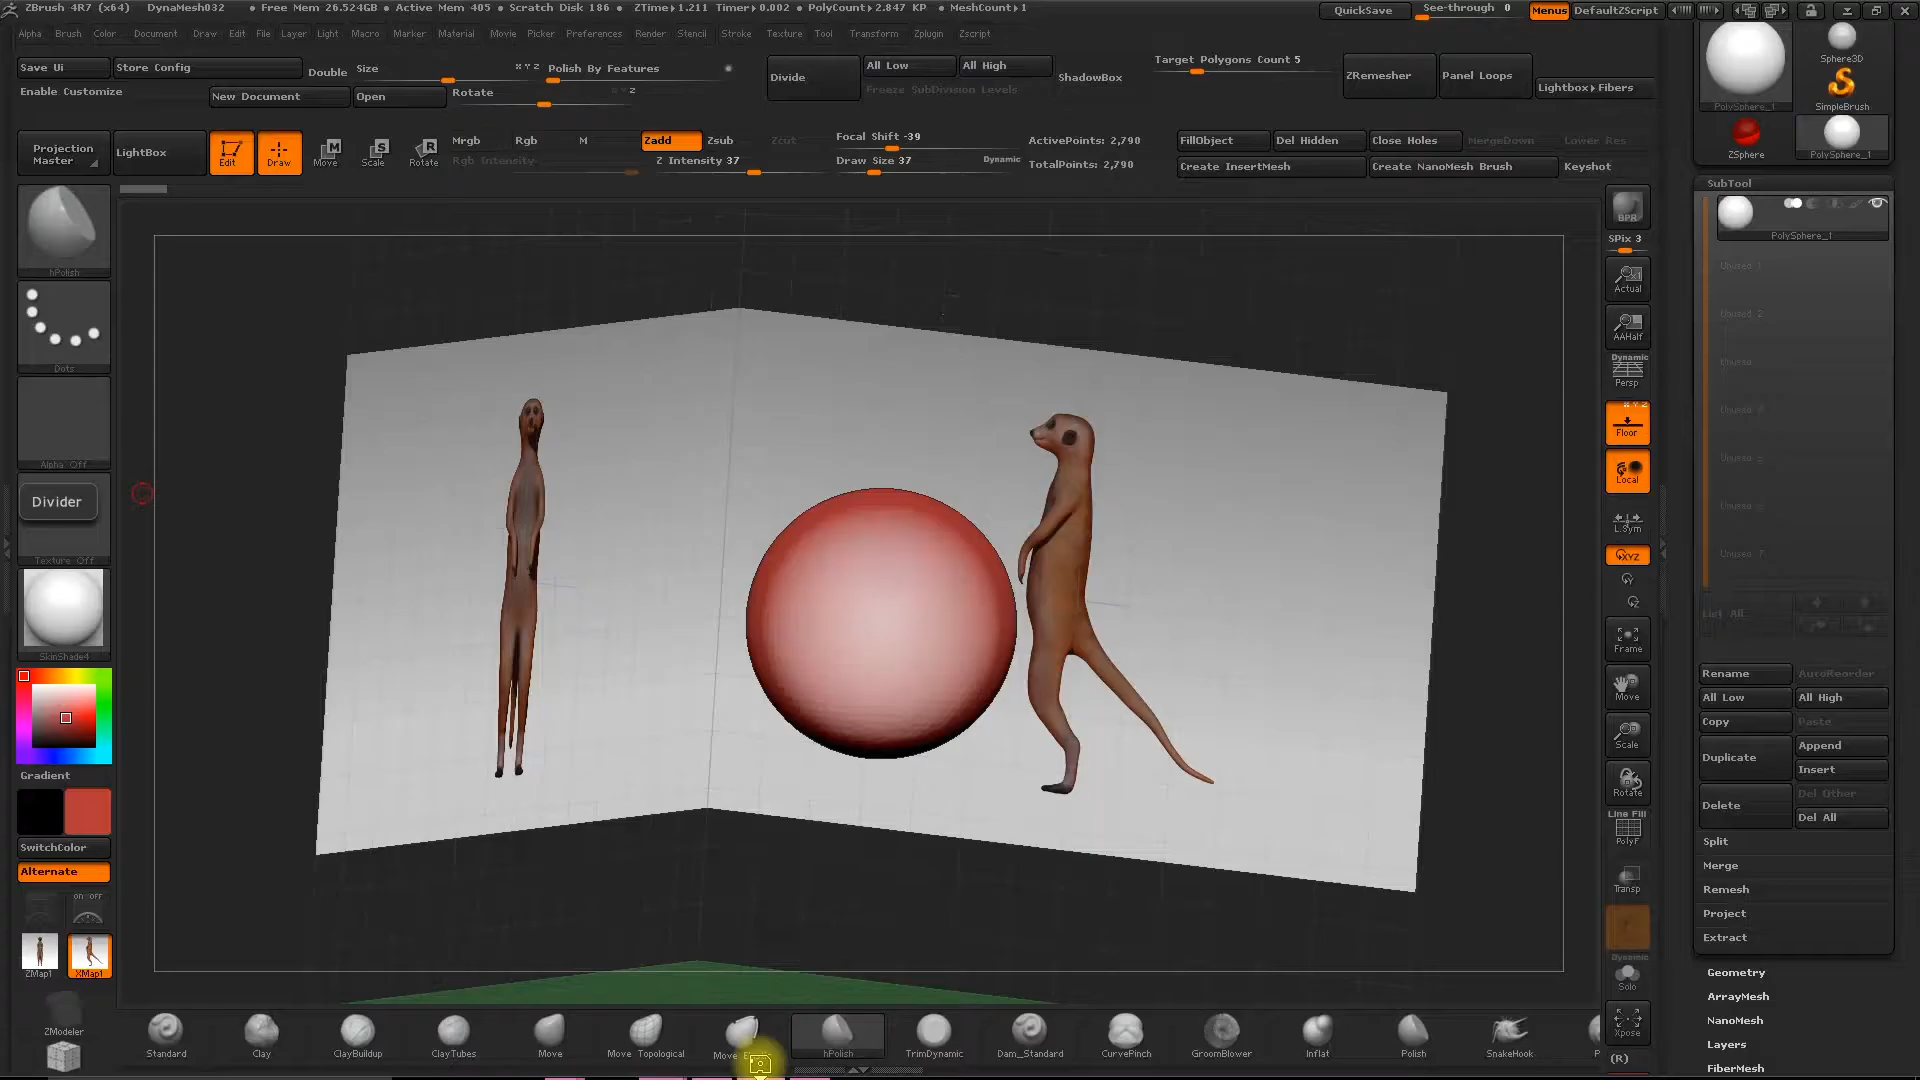 ZBrush 4R7 (x64) DynaMesh032 • Free Mem 26.524GB • Active Mem 405 • Scratch Disk 186 • ZTime▸1.211 Timer▸0.002 • PolyCount▸2.847 KP • MeshCount▸1 QuickSave See-through 0 Menus DefaultZScript
Alpha Brush Color Document Draw Edit File Layer Light Macro Marker Material Movie Picker Preferences Render Stencil Stroke Texture Tool Transform Zplugin Zscript
Save Ui Store Config Double Size X Y Z Polish By Features Divide All Low All High ShadowBox Target Polygons Count 5 ZRemesher Panel Loops Lightbox▸Fibers
Enable Customize New Document Open Rotate Freeze SubDivision Levels
Projection Master LightBox Edit Draw Move Scale Rotate
Mrgb Rgb M Zadd Zsub Zcut Focal Shift -39 ActivePoints: 2,790 FillObject Del Hidden Close Holes MergeDown Lower Res
Rgb Intensity Z Intensity 37 Draw Size 37 Dynamic TotalPoints: 2,790 Create InsertMesh Create NanoMesh Brush Keyshot
hPolish
Dots
Alpha Off
Divider
Texture Off
SkinShade4
Gradient
SwitchColor
Alternate
on off
ZMap1 XMap1
ZModeler
Standard Clay ClayBuildup ClayTubes Move Move Topological Move hPolish TrimDynamic Dam_Standard CurvePinch GroomBlower Inflat Polish SnakeHook
BPR
SPix 3
Actual
AAHalf
Dynamic
Persp
X Y Z
Floor
Local
L.Sym
XYZ
Frame
Move
Scale
Rotate
Line Fill
PolyF
Transp
Dynamic
Solo
Xpose
(R)
PolySphere_1
Sphere3D
SimpleBrush
ZSphere
PolySphere_1
SubTool
PolySphere_1
Unused 1
Unused 2
Unused
Unused 7
List All
Rename AutoReorder
All Low All High
Copy Paste
Duplicate Append
Insert
Delete Del Other
Del All
Split
Merge
Remesh
Project
Extract
Geometry
ArrayMesh
NanoMesh
Layers
FiberMesh